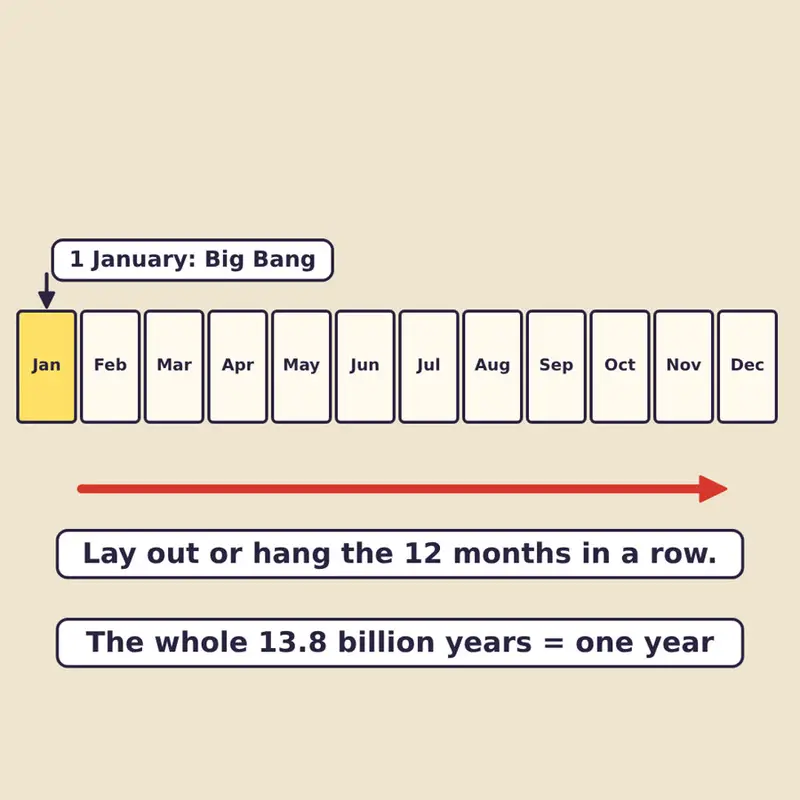 1 January: Big Bang
Jan Feb Mar Apr May Jun Jul Aug Sep Oct Nov Dec
Lay out or hang the 12 months in a row.
The whole 13.8 billion years = one year